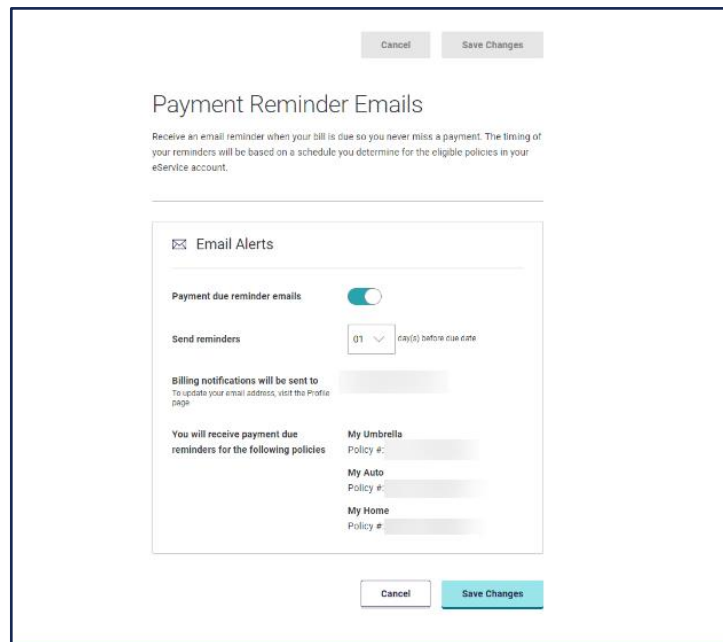 Cancel
Save Changes
Payment Reminder Emails
Receive an email reminder when your bill is due so you never miss a payment. The timing of
your reminders will be based on a schedule you determine for the eligible policies in your
eService account.
Email Alerts
Payment due reminder emails
Send reminders
01
day(s) before due date
Billing notifications will be sent to
To update your email address, visit the Profile
page
You will receive payment due
reminders for the following policies
My Umbrella
Policy #:
My Auto
Policy #:
My Home
Policy #:
Cancel
Save Changes